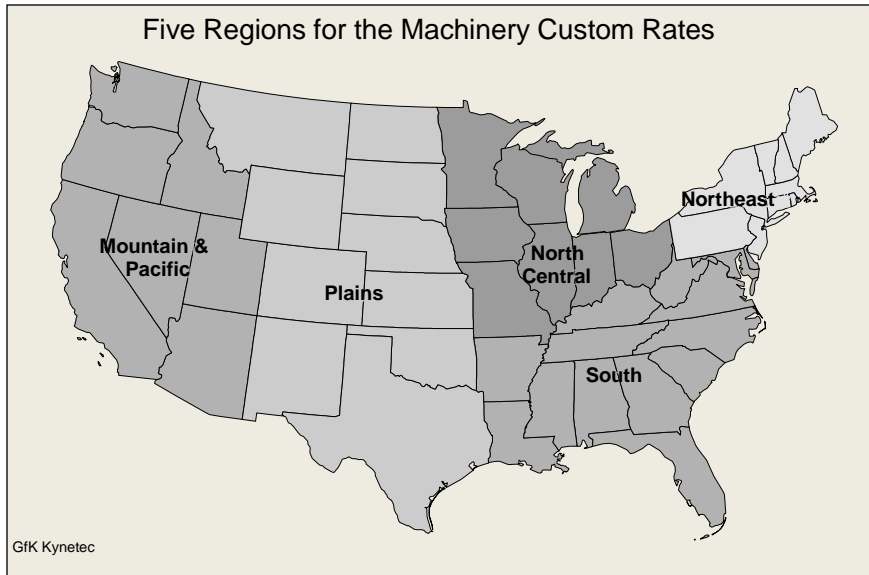 Five Regions for the Machinery Custom Rates
Northeast
Mountain &
Pacific
North
Central
Plains
South
GfK Kynetec